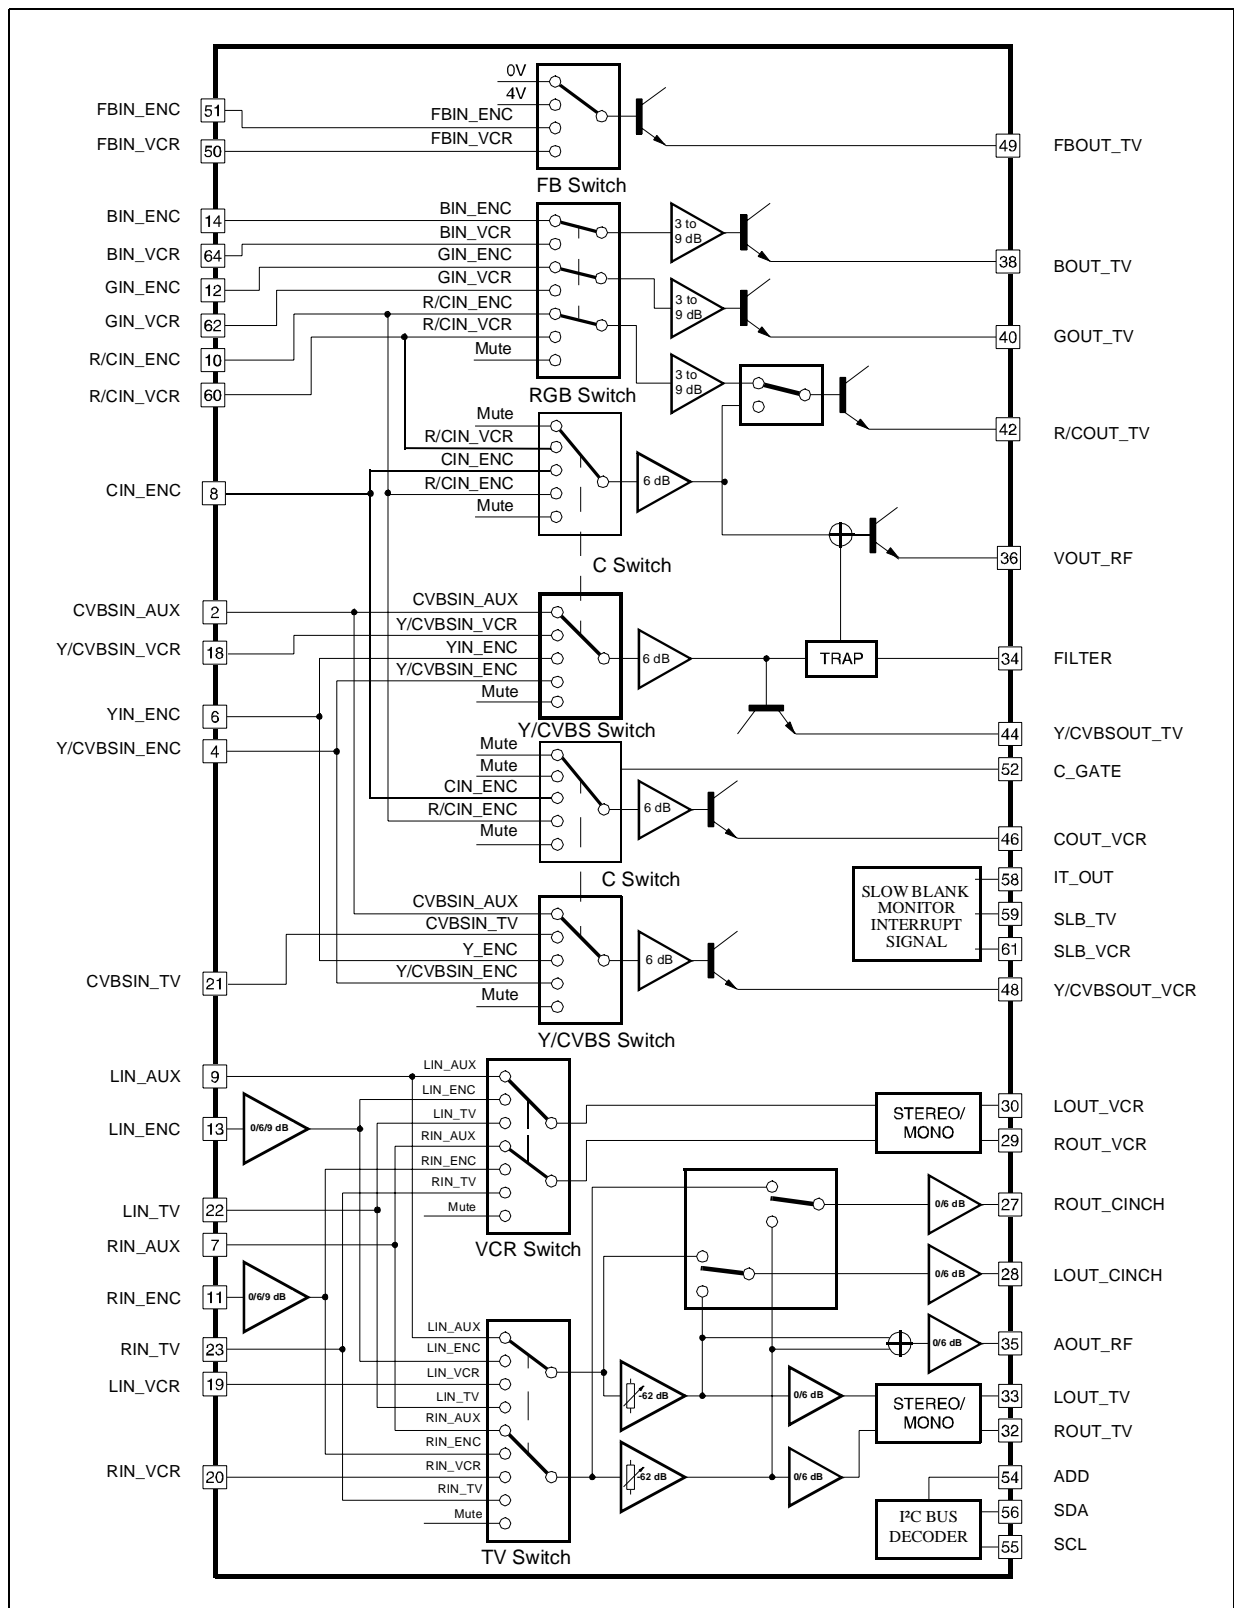 0V
4V
FBIN_ENC
FBIN_VCR
FBIN_ENC 51
FBIN_VCR 50
49 FBOUT_TV
FB Switch
BIN_ENC 14
BIN_VCR 64
GIN_ENC 12
GIN_VCR 62
R/CIN_ENC 10
R/CIN_VCR 60
BIN_ENC
BIN_VCR
GIN_ENC
GIN_VCR
R/CIN_ENC
R/CIN_VCR
Mute
RGB Switch
3 to
9 dB
3 to
9 dB
3 to
9 dB
38 BOUT_TV
40 GOUT_TV
42 R/COUT_TV
Mute
R/CIN_VCR
CIN_ENC
R/CIN_ENC
Mute
CIN_ENC 8
6 dB
C Switch
36 VOUT_RF
CVBSIN_AUX 2
Y/CVBSIN_VCR 18
YIN_ENC 6
Y/CVBSIN_ENC 4
CVBSIN_AUX
Y/CVBSIN_VCR
YIN_ENC
Y/CVBSIN_ENC
Mute
6 dB
TRAP
34 FILTER
Y/CVBS Switch
44 Y/CVBSOUT_TV
Mute
Mute
CIN_ENC
R/CIN_ENC
Mute
6 dB
52 C_GATE
46 COUT_VCR
C Switch
SLOW BLANK
MONITOR
INTERRUPT
SIGNAL
58 IT_OUT
59 SLB_TV
61 SLB_VCR
CVBSIN_AUX
CVBSIN_TV
Y_ENC
Y/CVBSIN_ENC
Mute
CVBSIN_TV 21
6 dB
48 Y/CVBSOUT_VCR
Y/CVBS Switch
LIN_AUX 9
LIN_ENC 13
0/6/9 dB
LIN_TV 22
RIN_AUX 7
RIN_ENC 11
0/6/9 dB
RIN_TV 23
LIN_VCR 19
RIN_VCR 20
LIN_AUX
LIN_ENC
LIN_TV
RIN_AUX
RIN_ENC
RIN_TV
Mute
VCR Switch
STEREO/
MONO
30 LOUT_VCR
29 ROUT_VCR
0/6 dB
27 ROUT_CINCH
0/6 dB
28 LOUT_CINCH
0/6 dB
35 AOUT_RF
LIN_AUX
LIN_ENC
LIN_VCR
LIN_TV
RIN_AUX
RIN_ENC
RIN_VCR
RIN_TV
Mute
TV Switch
-62 dB
0/6 dB
-62 dB
0/6 dB
STEREO/
MONO
33 LOUT_TV
32 ROUT_TV
I²C BUS
DECODER
54 ADD
56 SDA
55 SCL